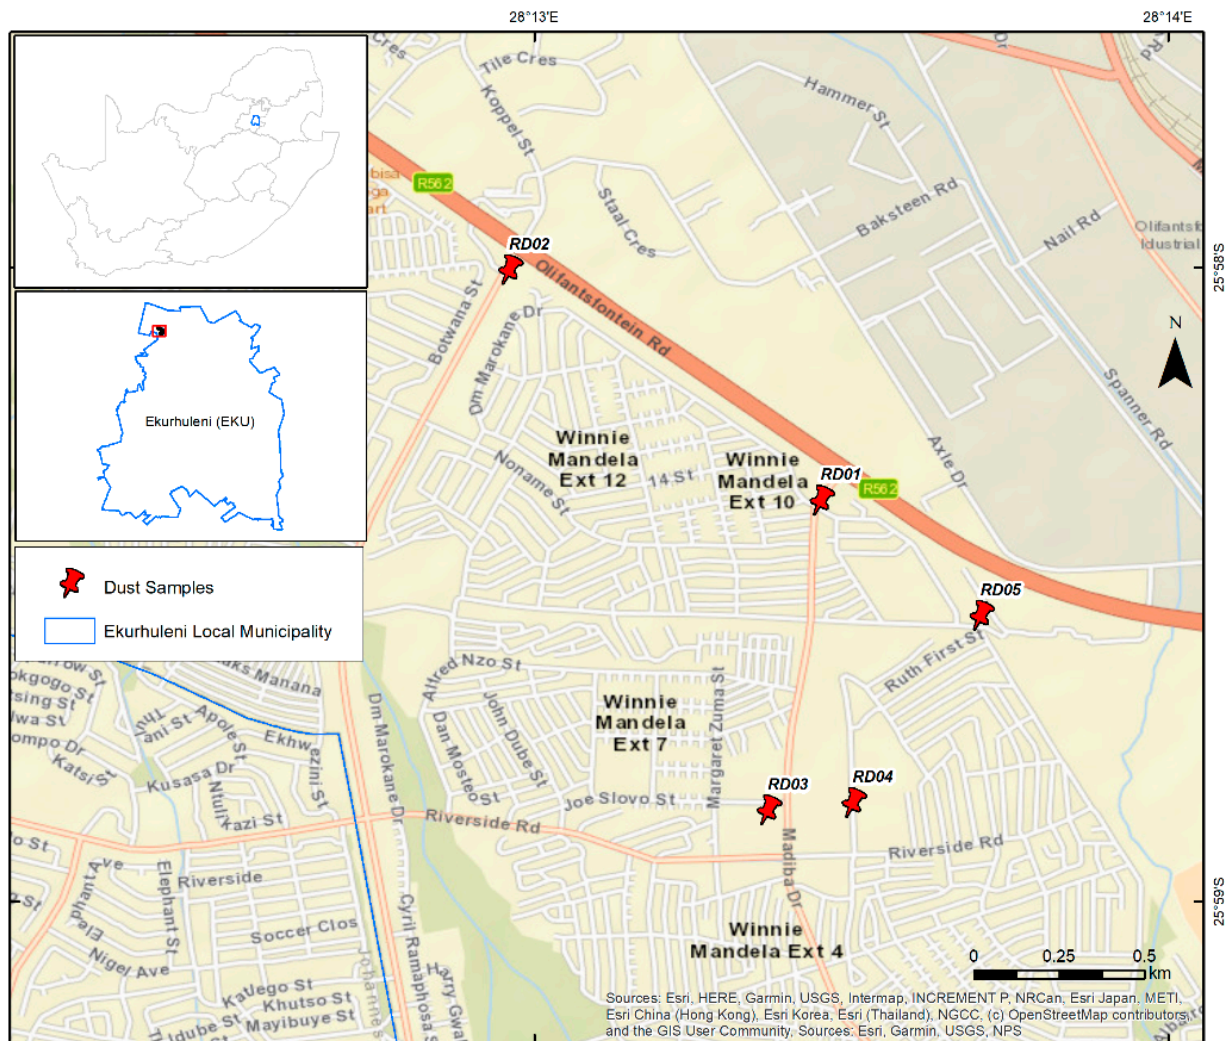 28°13'E
28°14'E
Cres
Tile Cres
Koppel St
Hammer St
Dr
Rd
R562
Staal Cres
Baksteen Rd
Nail Rd
RD02
Olifantsfontein Rd
Botwana St
Dm Marokane Dr
25°58'S
N
Spanner Rd
Axle Dr
Ekurhuleni (EKU)
Winnie
Mandela
Ext 12
Noname St
14 St
Winnie
Mandela
Ext 10
RD01
R562
Dust Samples
Ekurhuleni Local Municipality
RD05
Ruth First St
Alfred Nzo St
John Dube St
Dan Mosteo St
Winnie
Mandela
Ext 7
Margaret Zuma St
Dm Marokane Dr
Manana
Apole St
Kusasa Dr
Katsi St
RD03
RD04
Joe Slovo St
Riverside Rd
Riverside Rd
Madiba Dr
Riverside
Elephant St
Soccer Clos
Nigel Ave
Khutso St
Mayibuye St
Cyril Ramaphosa S
Winnie
Mandela Ext 4
25°59'S
0 0.25 0.5
km
Sources: Esri, HERE, Garmin, USGS, Intermap, INCREMENT P, NRCan, Esri Japan, METI,
Esri China (Hong Kong), Esri Korea, Esri (Thailand), NGCC, (c) OpenStreetMap contributors,
and the GIS User Community, Sources: Esri, Garmin, USGS, NPS